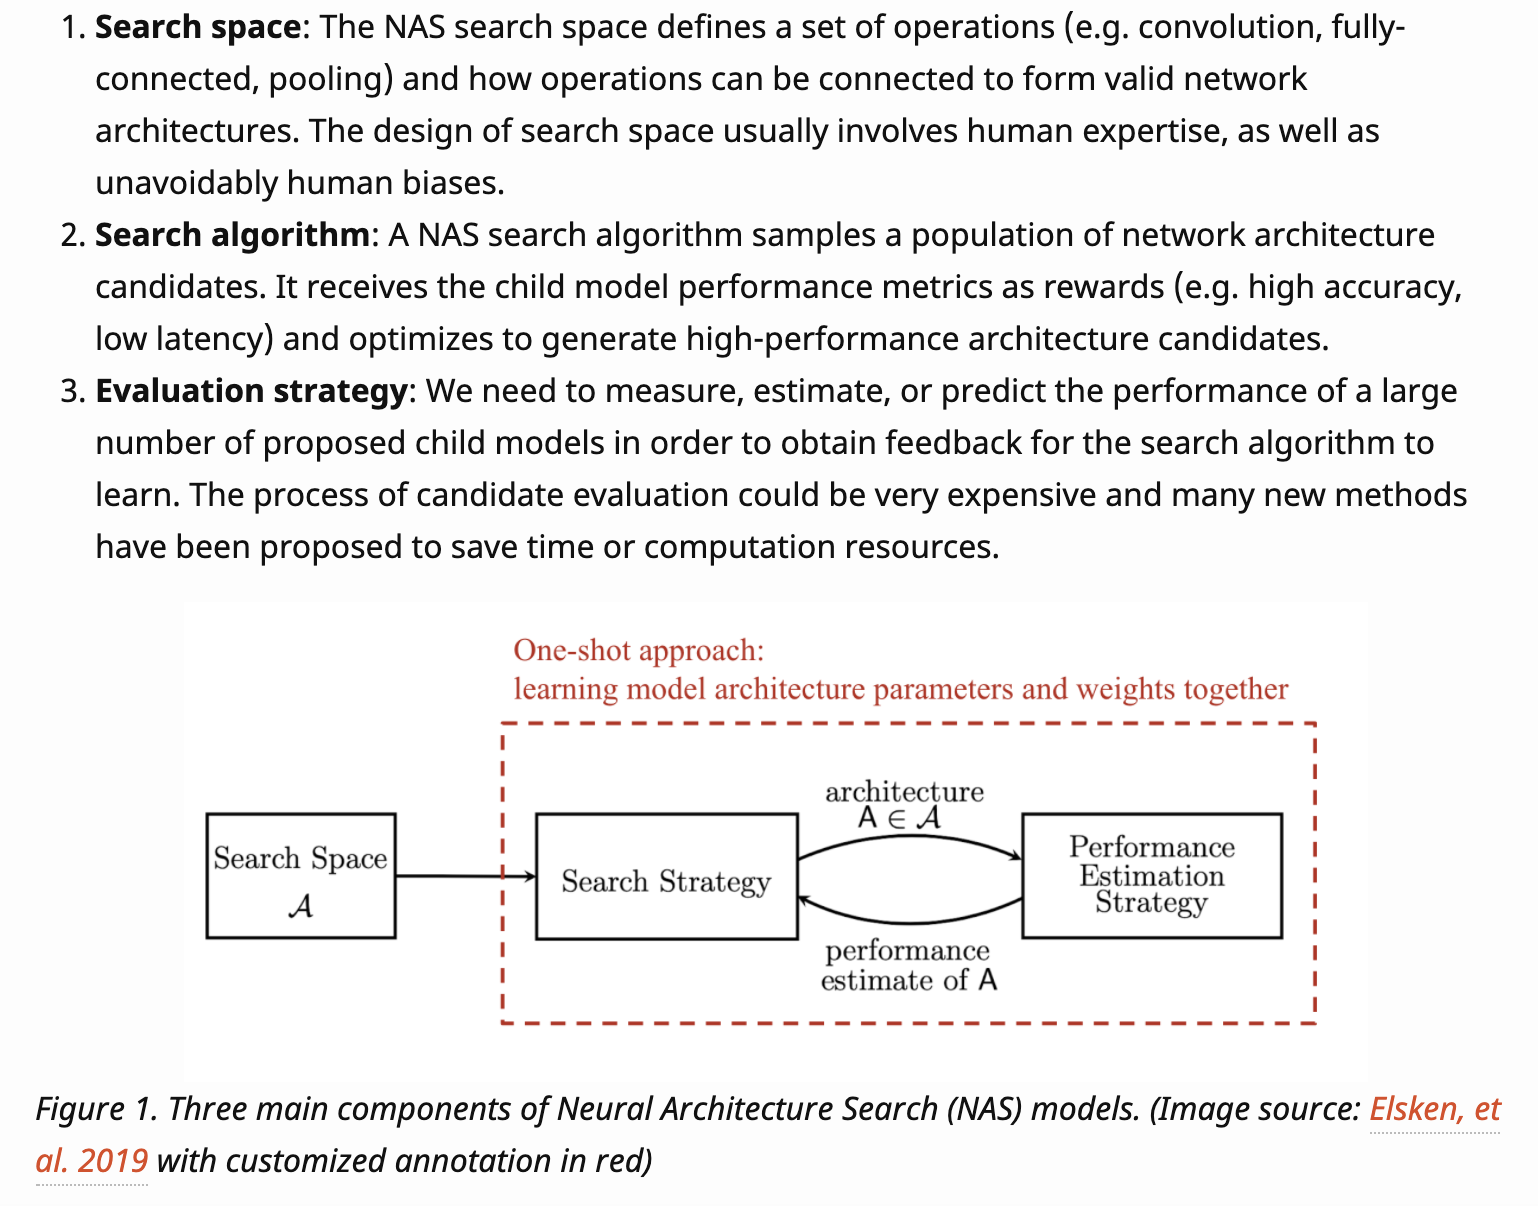 1. Search space: The NAS search space defines a set of operations (e.g. convolution, fully-
connected, pooling) and how operations can be connected to form valid network
architectures. The design of search space usually involves human expertise, as well as
unavoidably human biases.
2. Search algorithm: A NAS search algorithm samples a population of network architecture
candidates. It receives the child model performance metrics as rewards (e.g. high accuracy,
low latency) and optimizes to generate high-performance architecture candidates.
3. Evaluation strategy: We need to measure, estimate, or predict the performance of a large
number of proposed child models in order to obtain feedback for the search algorithm to
learn. The process of candidate evaluation could be very expensive and many new methods
have been proposed to save time or computation resources.
One-shot approach:
learning model architecture parameters and weights together
Search Space
𝒜
Search Strategy
architecture
A ∈ 𝒜
performance
estimate of A
Performance
Estimation
Strategy
Figure 1. Three main components of Neural Architecture Search (NAS) models. (Image source: Elsken, et
al. 2019 with customized annotation in red)